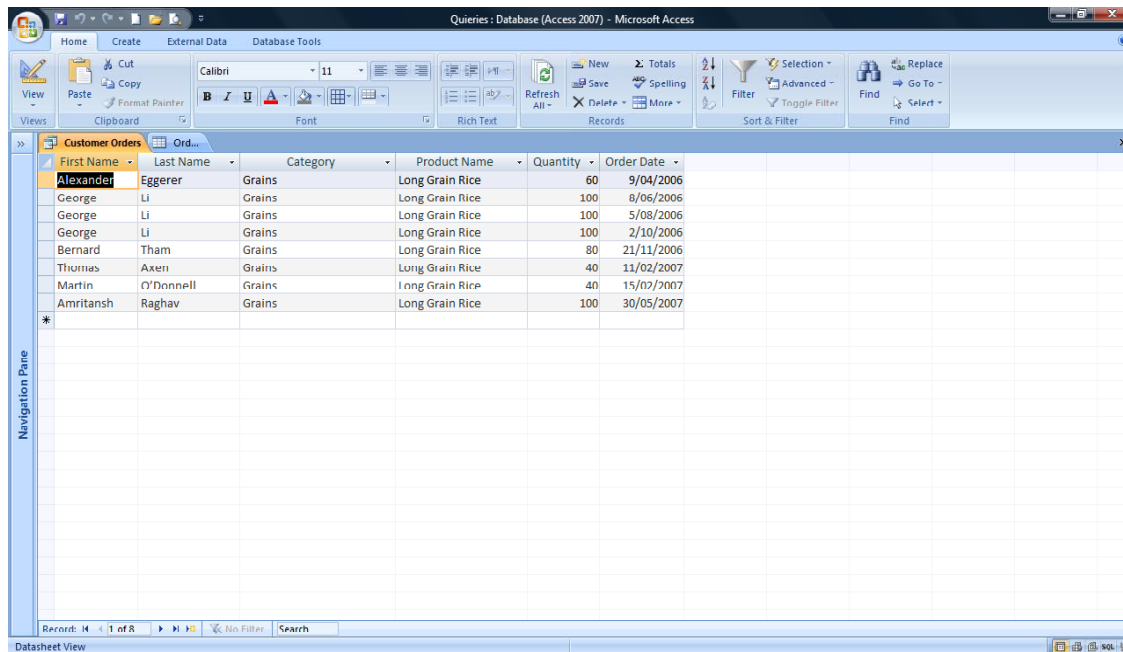 Quieries : Database (Access 2007) - Microsoft Access
Home Create External Data Database Tools
View
Views
Paste
Cut
Copy
Format Painter
Clipboard
Calibri 11
B I U A
Font
Rich Text
Refresh All
New
Save
Delete
Totals
Spelling
More
Records
Filter
Selection
Advanced
Toggle Filter
Sort & Filter
Find
Replace
Go To
Select
Find
Customer Orders Ord...
First Name Last Name Category Product Name Quantity Order Date
Alexander Eggerer Grains Long Grain Rice 60 9/04/2006
George Li Grains Long Grain Rice 100 8/06/2006
George Li Grains Long Grain Rice 100 5/08/2006
George Li Grains Long Grain Rice 100 2/10/2006
Bernard Tham Grains Long Grain Rice 80 21/11/2006
Thomas Axen Grains Long Grain Rice 40 11/02/2007
Martin O'Donnell Grains Long Grain Rice 40 15/02/2007
Amritansh Raghav Grains Long Grain Rice 100 30/05/2007
Navigation Pane
Record: 1 of 8 No Filter Search
Datasheet View SQL